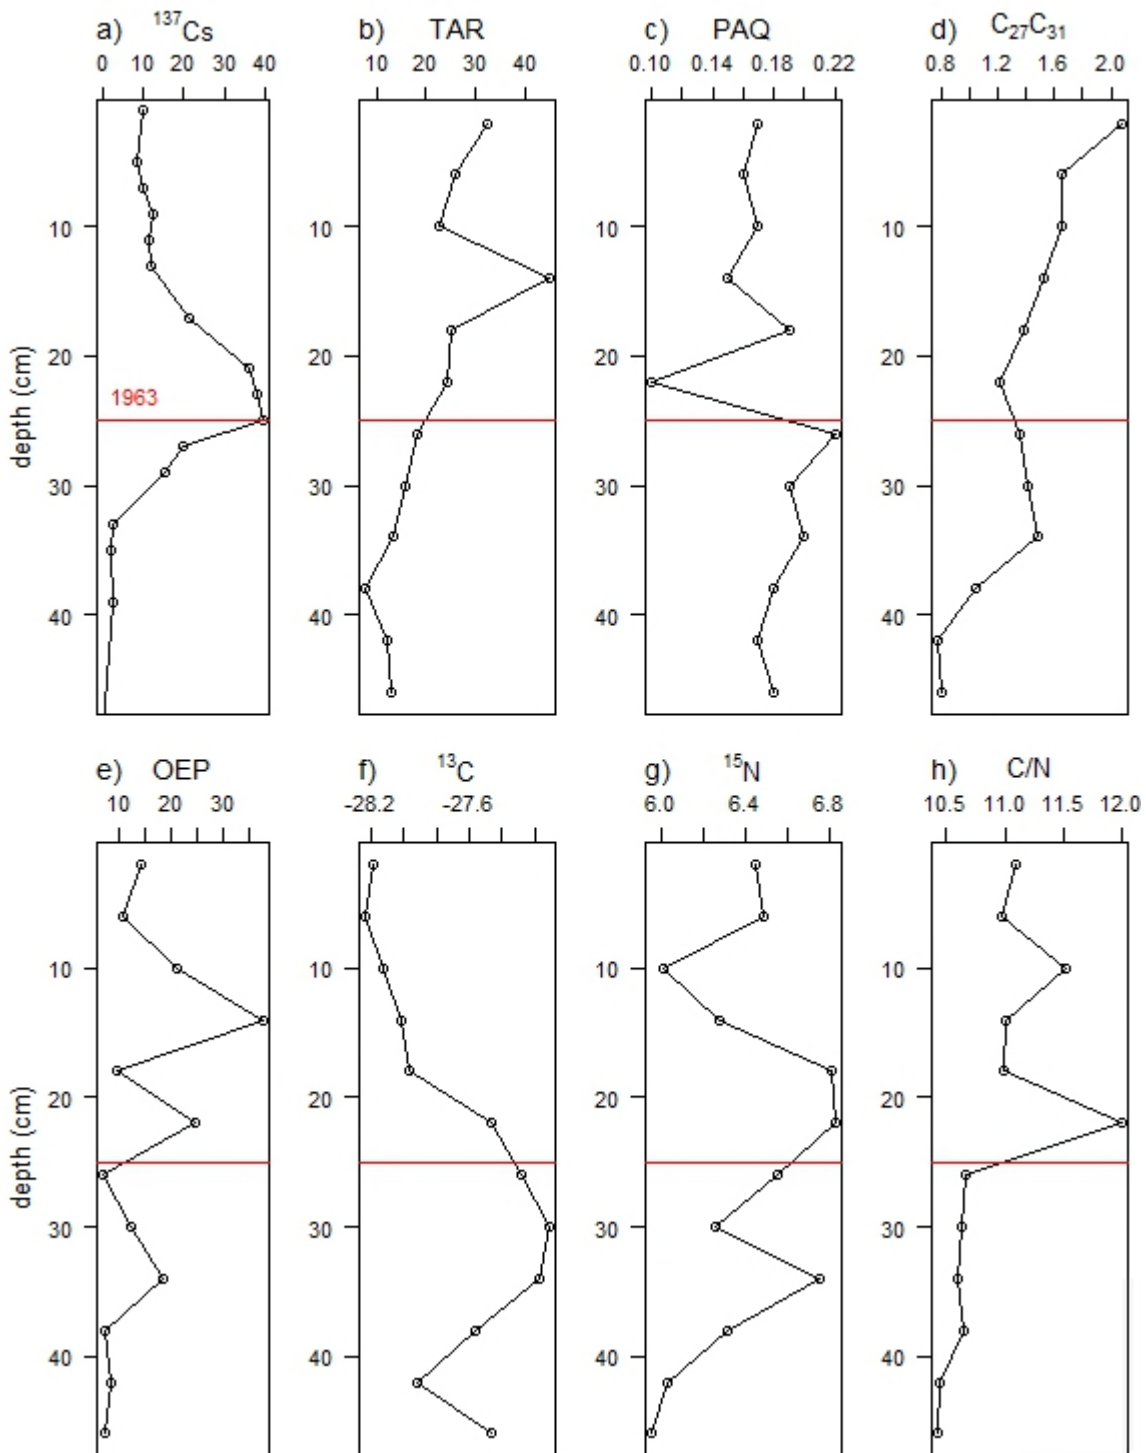 a) ¹³⁷Cs b) TAR c) PAQ d) C₂₇C₃₁
0 10 20 30 40 10 20 30 40 0.10 0.14 0.18 0.22 0.8 1.2 1.6 2.0
10 10 10 10
20 20 20 20
1963
depth (cm)
30 30 30 30
40 40 40 40
e) OEP f) ¹³C g) ¹⁵N h) C/N
10 20 30 -28.2 -27.6 6.0 6.4 6.8 10.5 11.0 11.5 12.0
10 10 10 10
20 20 20 20
depth (cm)
30 30 30 30
40 40 40 40